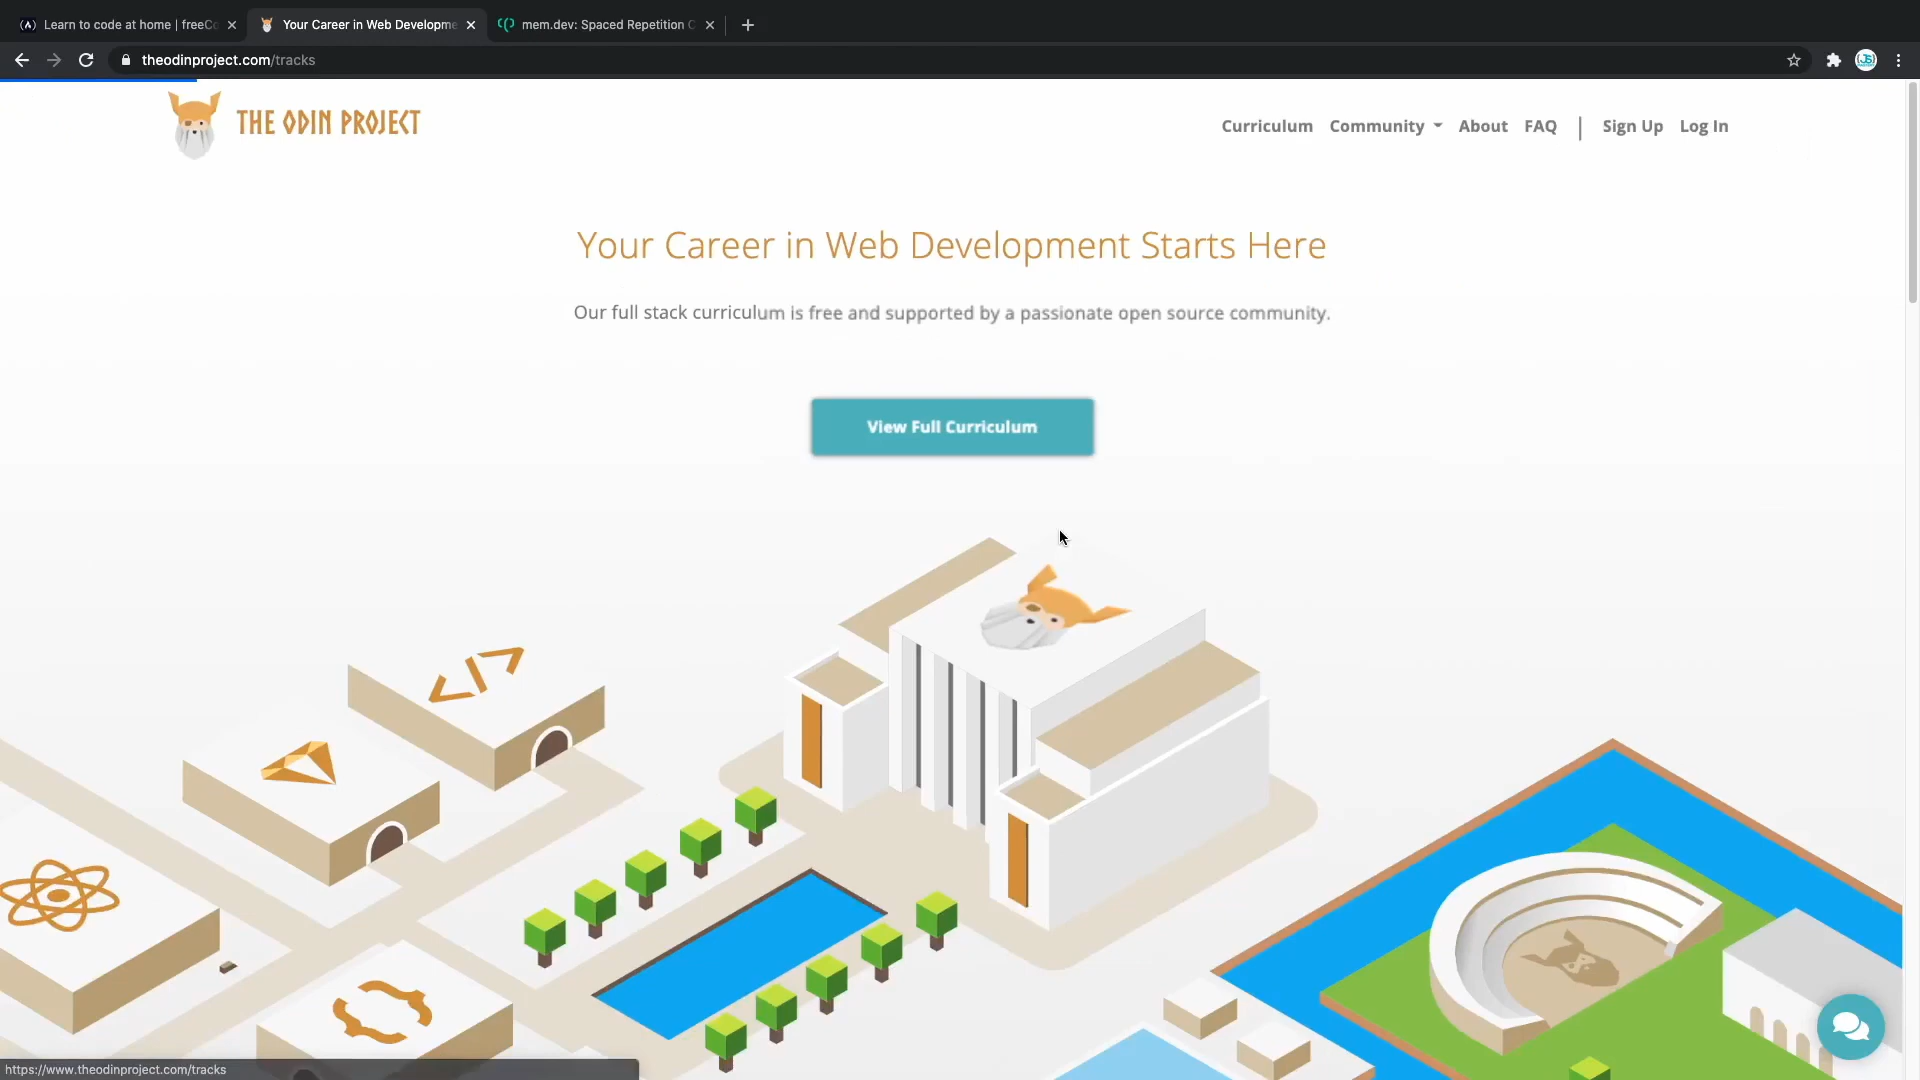 Learn to code at home | freeCo
Your Career in Web Developme
mem.dev: Spaced Repetition C
theodinproject.com/tracks
THE ODIN PROJECT
Curriculum
Community
About
FAQ
|
Sign Up
Log In
Your Career in Web Development Starts Here
Our full stack curriculum is free and supported by a passionate open source community.
View Full Curriculum
</>
{}
https://www.theodinproject.com/tracks